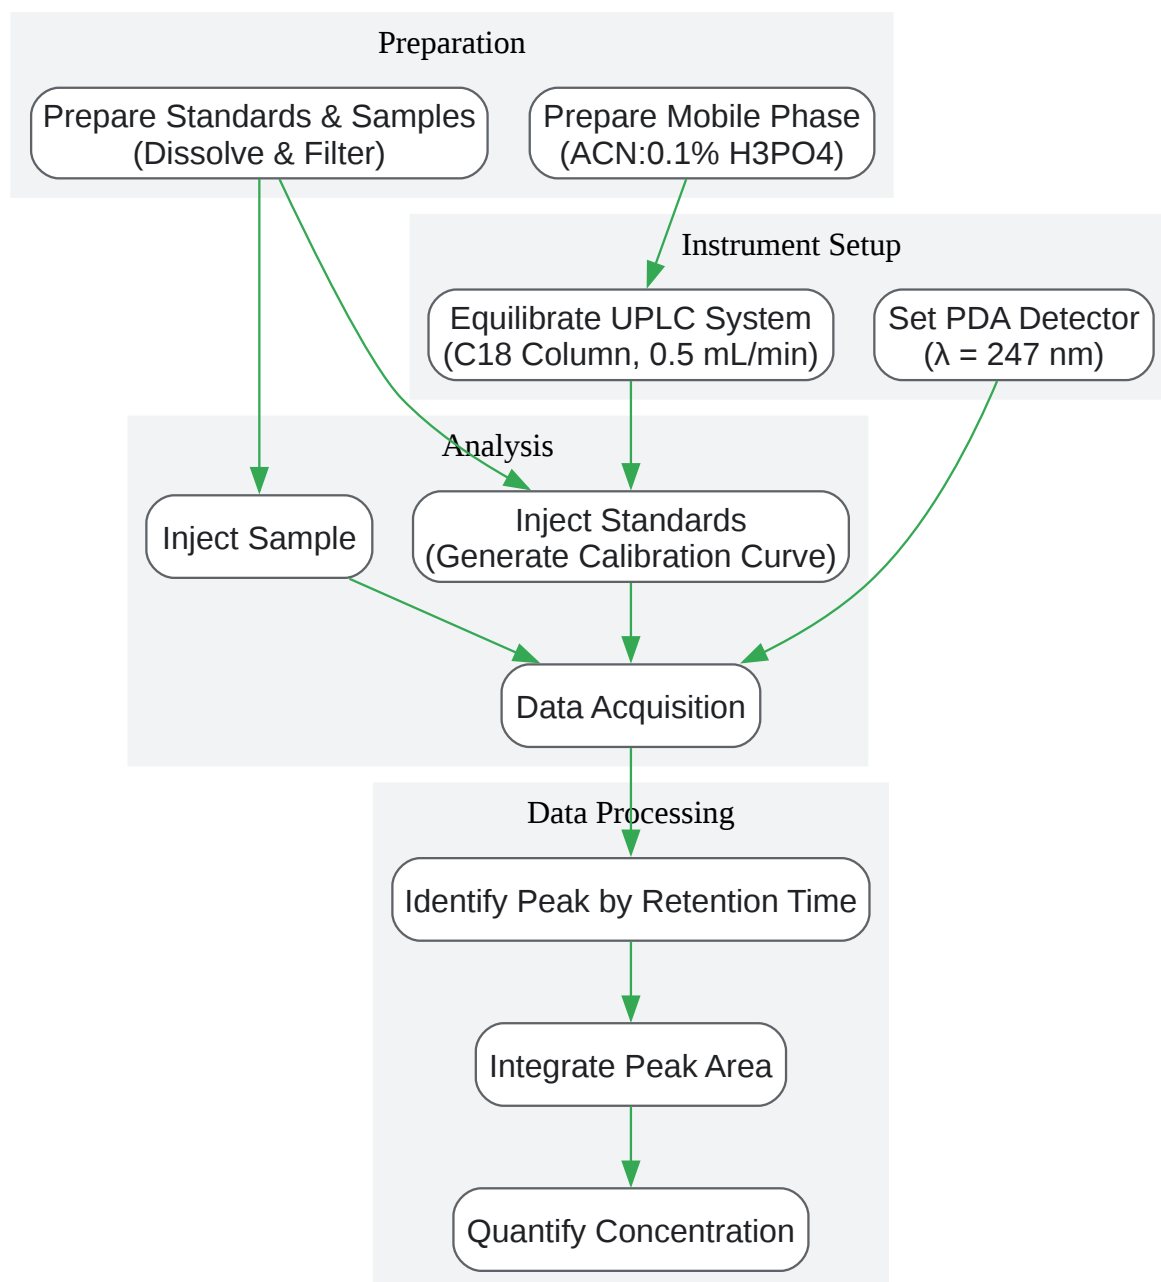 Preparation
Prepare Standards & Samples
(Dissolve & Filter)
Prepare Mobile Phase
(ACN:0.1% H3PO4)
Instrument Setup
Equilibrate UPLC System
(C18 Column, 0.5 mL/min)
Set PDA Detector
(λ = 247 nm)
Analysis
Inject Sample
Inject Standards
(Generate Calibration Curve)
Data Acquisition
Data Processing
Identify Peak by Retention Time
Integrate Peak Area
Quantify Concentration